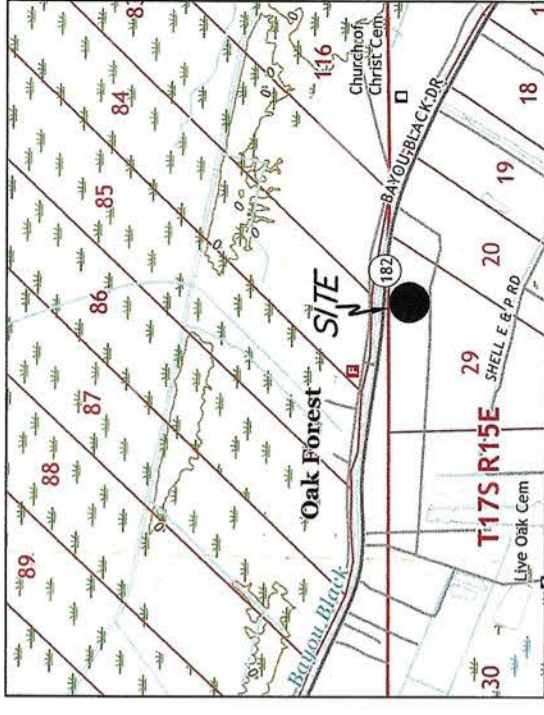 83
84
85
86
87
88
89
116
Church of
Christ Cem
BAYOU BLACK DR
182
SITE
Oak Forest
Bayou Black
18
19
20
29
SHELL E & P RD
T17S R15E
Live Oak Cem
30